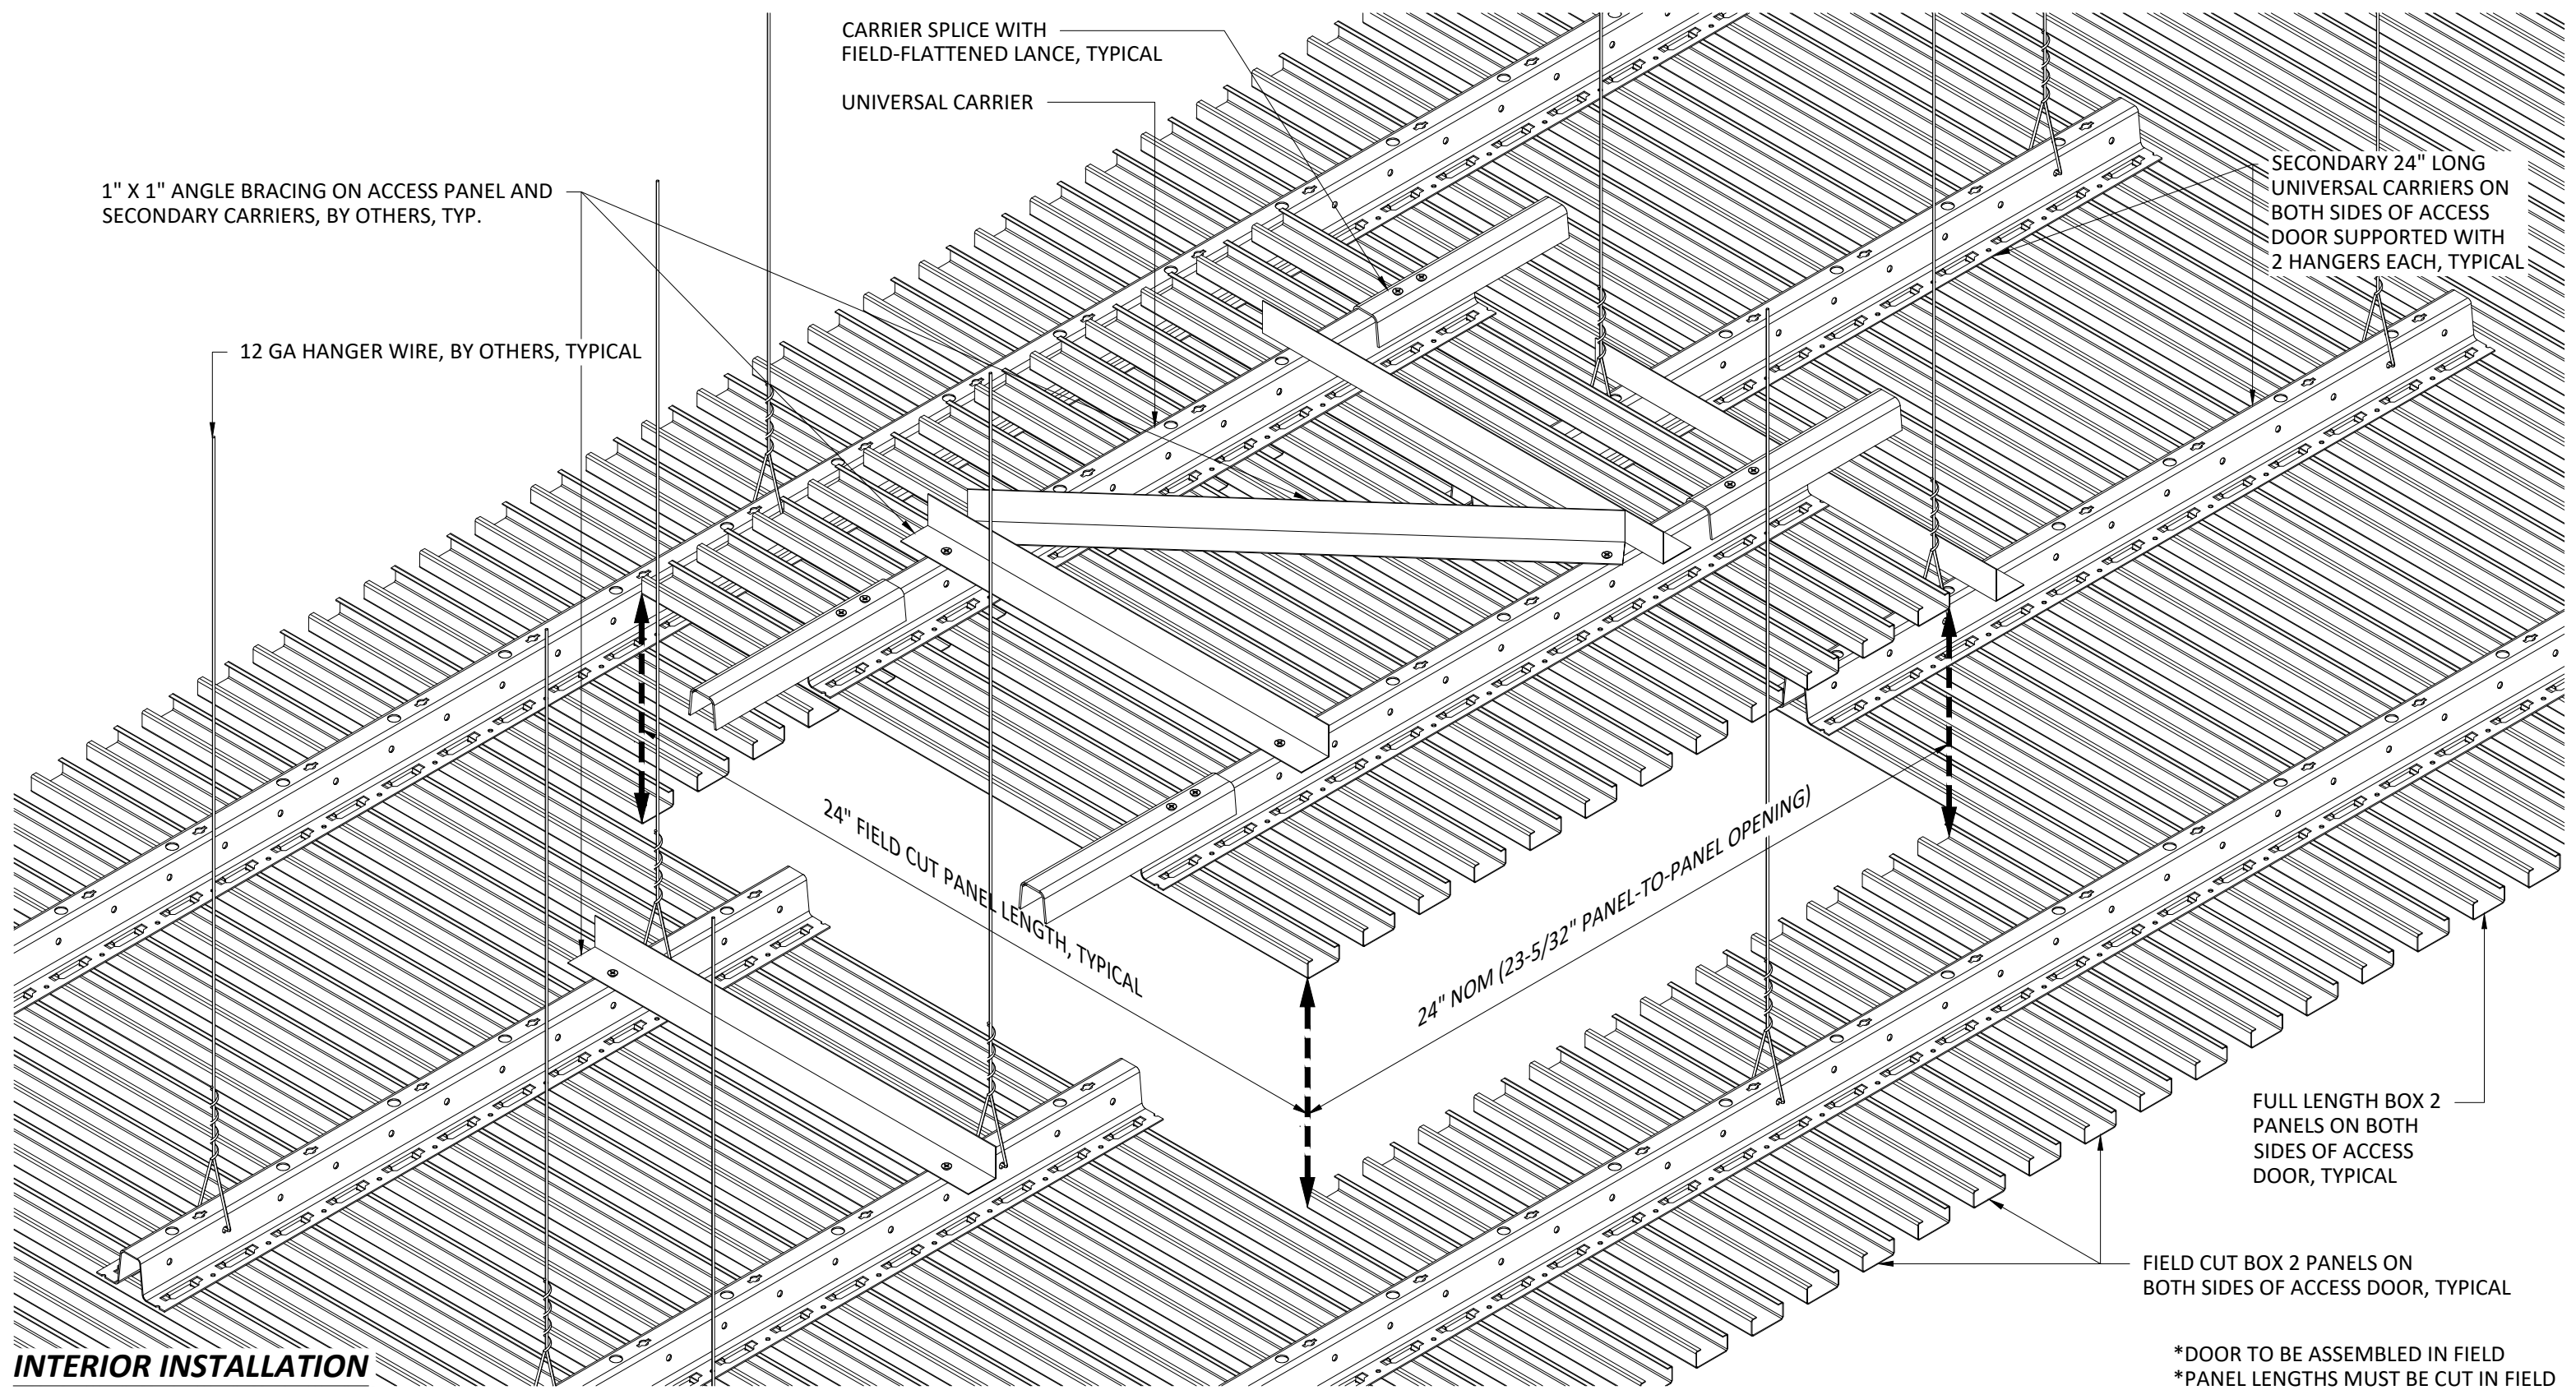 CARRIER SPLICE WITH
FIELD-FLATTENED LANCE, TYPICAL
UNIVERSAL CARRIER
1" X 1" ANGLE BRACING ON ACCESS PANEL AND
SECONDARY CARRIERS, BY OTHERS, TYP.
SECONDARY 24" LONG
UNIVERSAL CARRIERS ON
BOTH SIDES OF ACCESS
DOOR SUPPORTED WITH
2 HANGERS EACH, TYPICAL
12 GA HANGER WIRE, BY OTHERS, TYPICAL
24" FIELD CUT PANEL LENGTH, TYPICAL
24" NOM (23-5/32" PANEL-TO-PANEL OPENING)
FULL LENGTH BOX 2
PANELS ON BOTH
SIDES OF ACCESS
DOOR, TYPICAL
FIELD CUT BOX 2 PANELS ON
BOTH SIDES OF ACCESS DOOR, TYPICAL
INTERIOR INSTALLATION
*DOOR TO BE ASSEMBLED IN FIELD
*PANEL LENGTHS MUST BE CUT IN FIELD